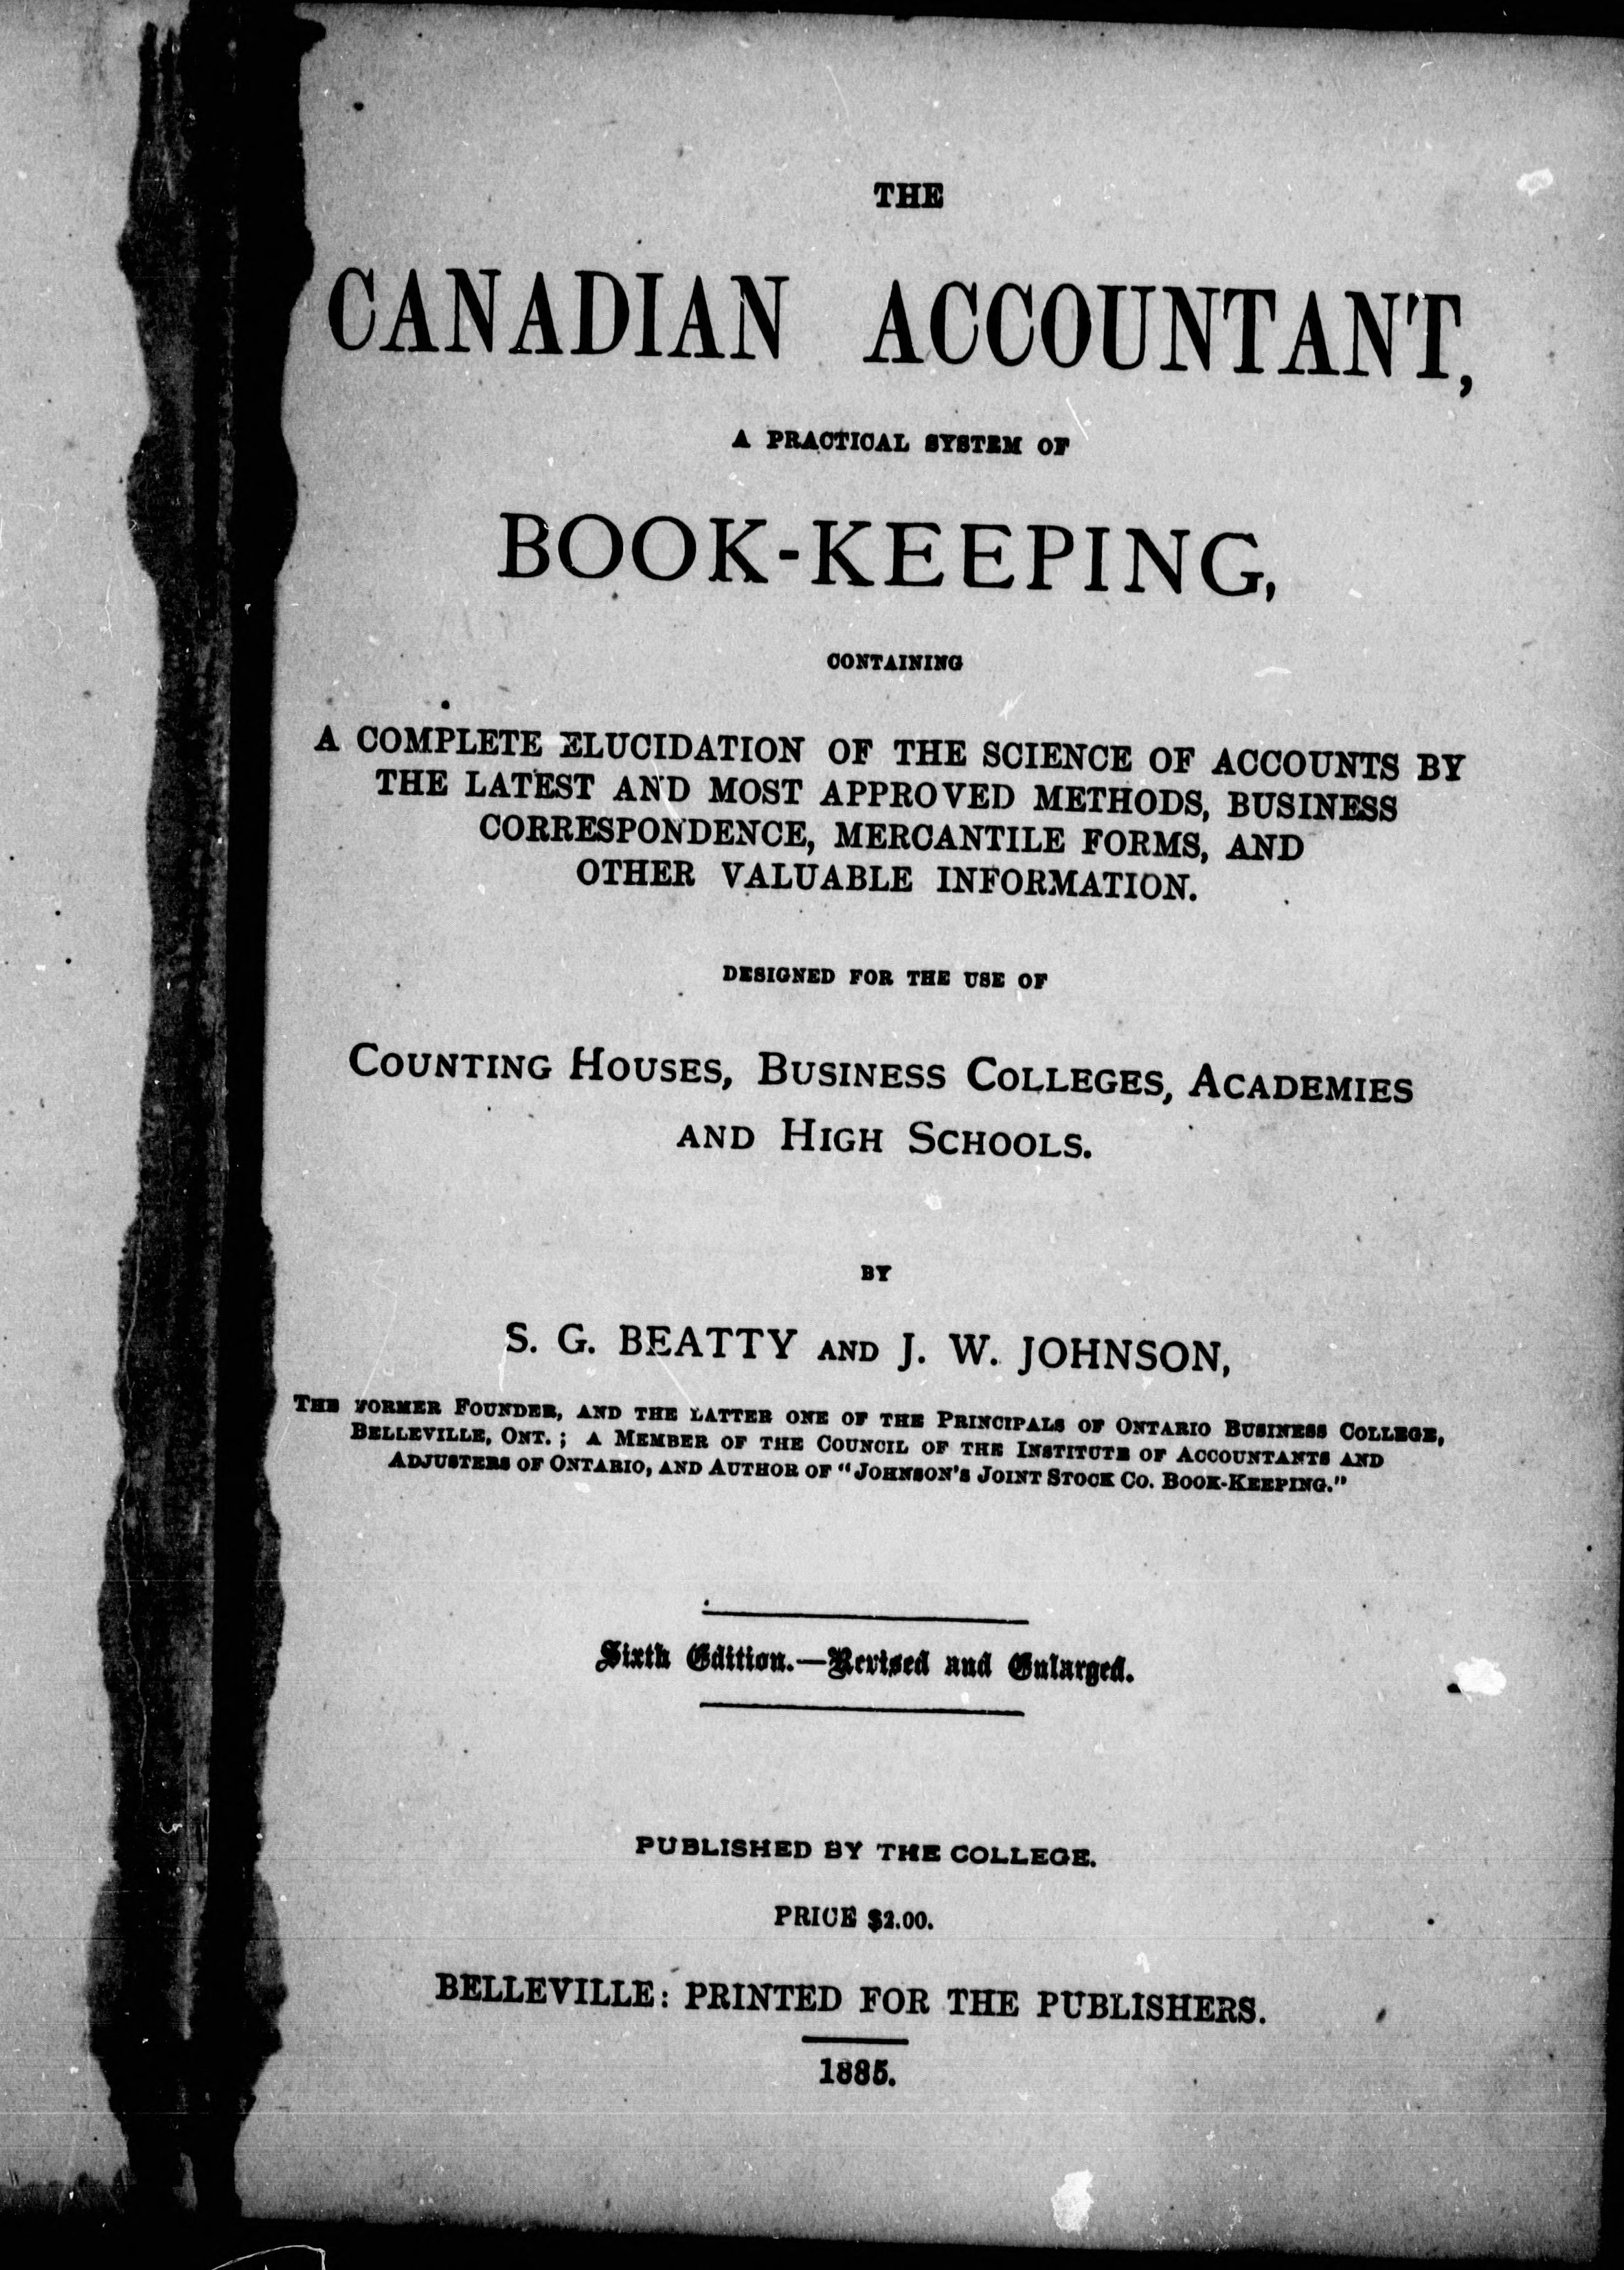 THE
CANADIAN ACCOUNTANT,
A PRACTICAL SYSTEM OF
BOOK-KEEPING,
CONTAINING
A COMPLETE ELUCIDATION OF THE SCIENCE OF ACCOUNTS BY
THE LATEST AND MOST APPROVED METHODS, BUSINESS
CORRESPONDENCE, MERCANTILE FORMS, AND
OTHER VALUABLE INFORMATION.
DESIGNED FOR THE USE OF
COUNTING HOUSES, BUSINESS COLLEGES, ACADEMIES
AND HIGH SCHOOLS.
BY
S. G. BEATTY AND J. W. JOHNSON,
THE FORMER FOUNDER, AND THE LATTER ONE OF THE PRINCIPALS OF ONTARIO BUSINESS COLLEGE,
BELLEVILLE, ONT.; A MEMBER OF THE COUNCIL OF THE INSTITUTE OF ACCOUNTANTS AND
ADJUSTERS OF ONTARIO, AND AUTHOR OF "JOHNSON'S JOINT STOCK CO. BOOK-KEEPING."
Sixth Edition.—Revised and Enlarged.
PUBLISHED BY THE COLLEGE.
PRICE $2.00.
BELLEVILLE: PRINTED FOR THE PUBLISHERS.
1885.